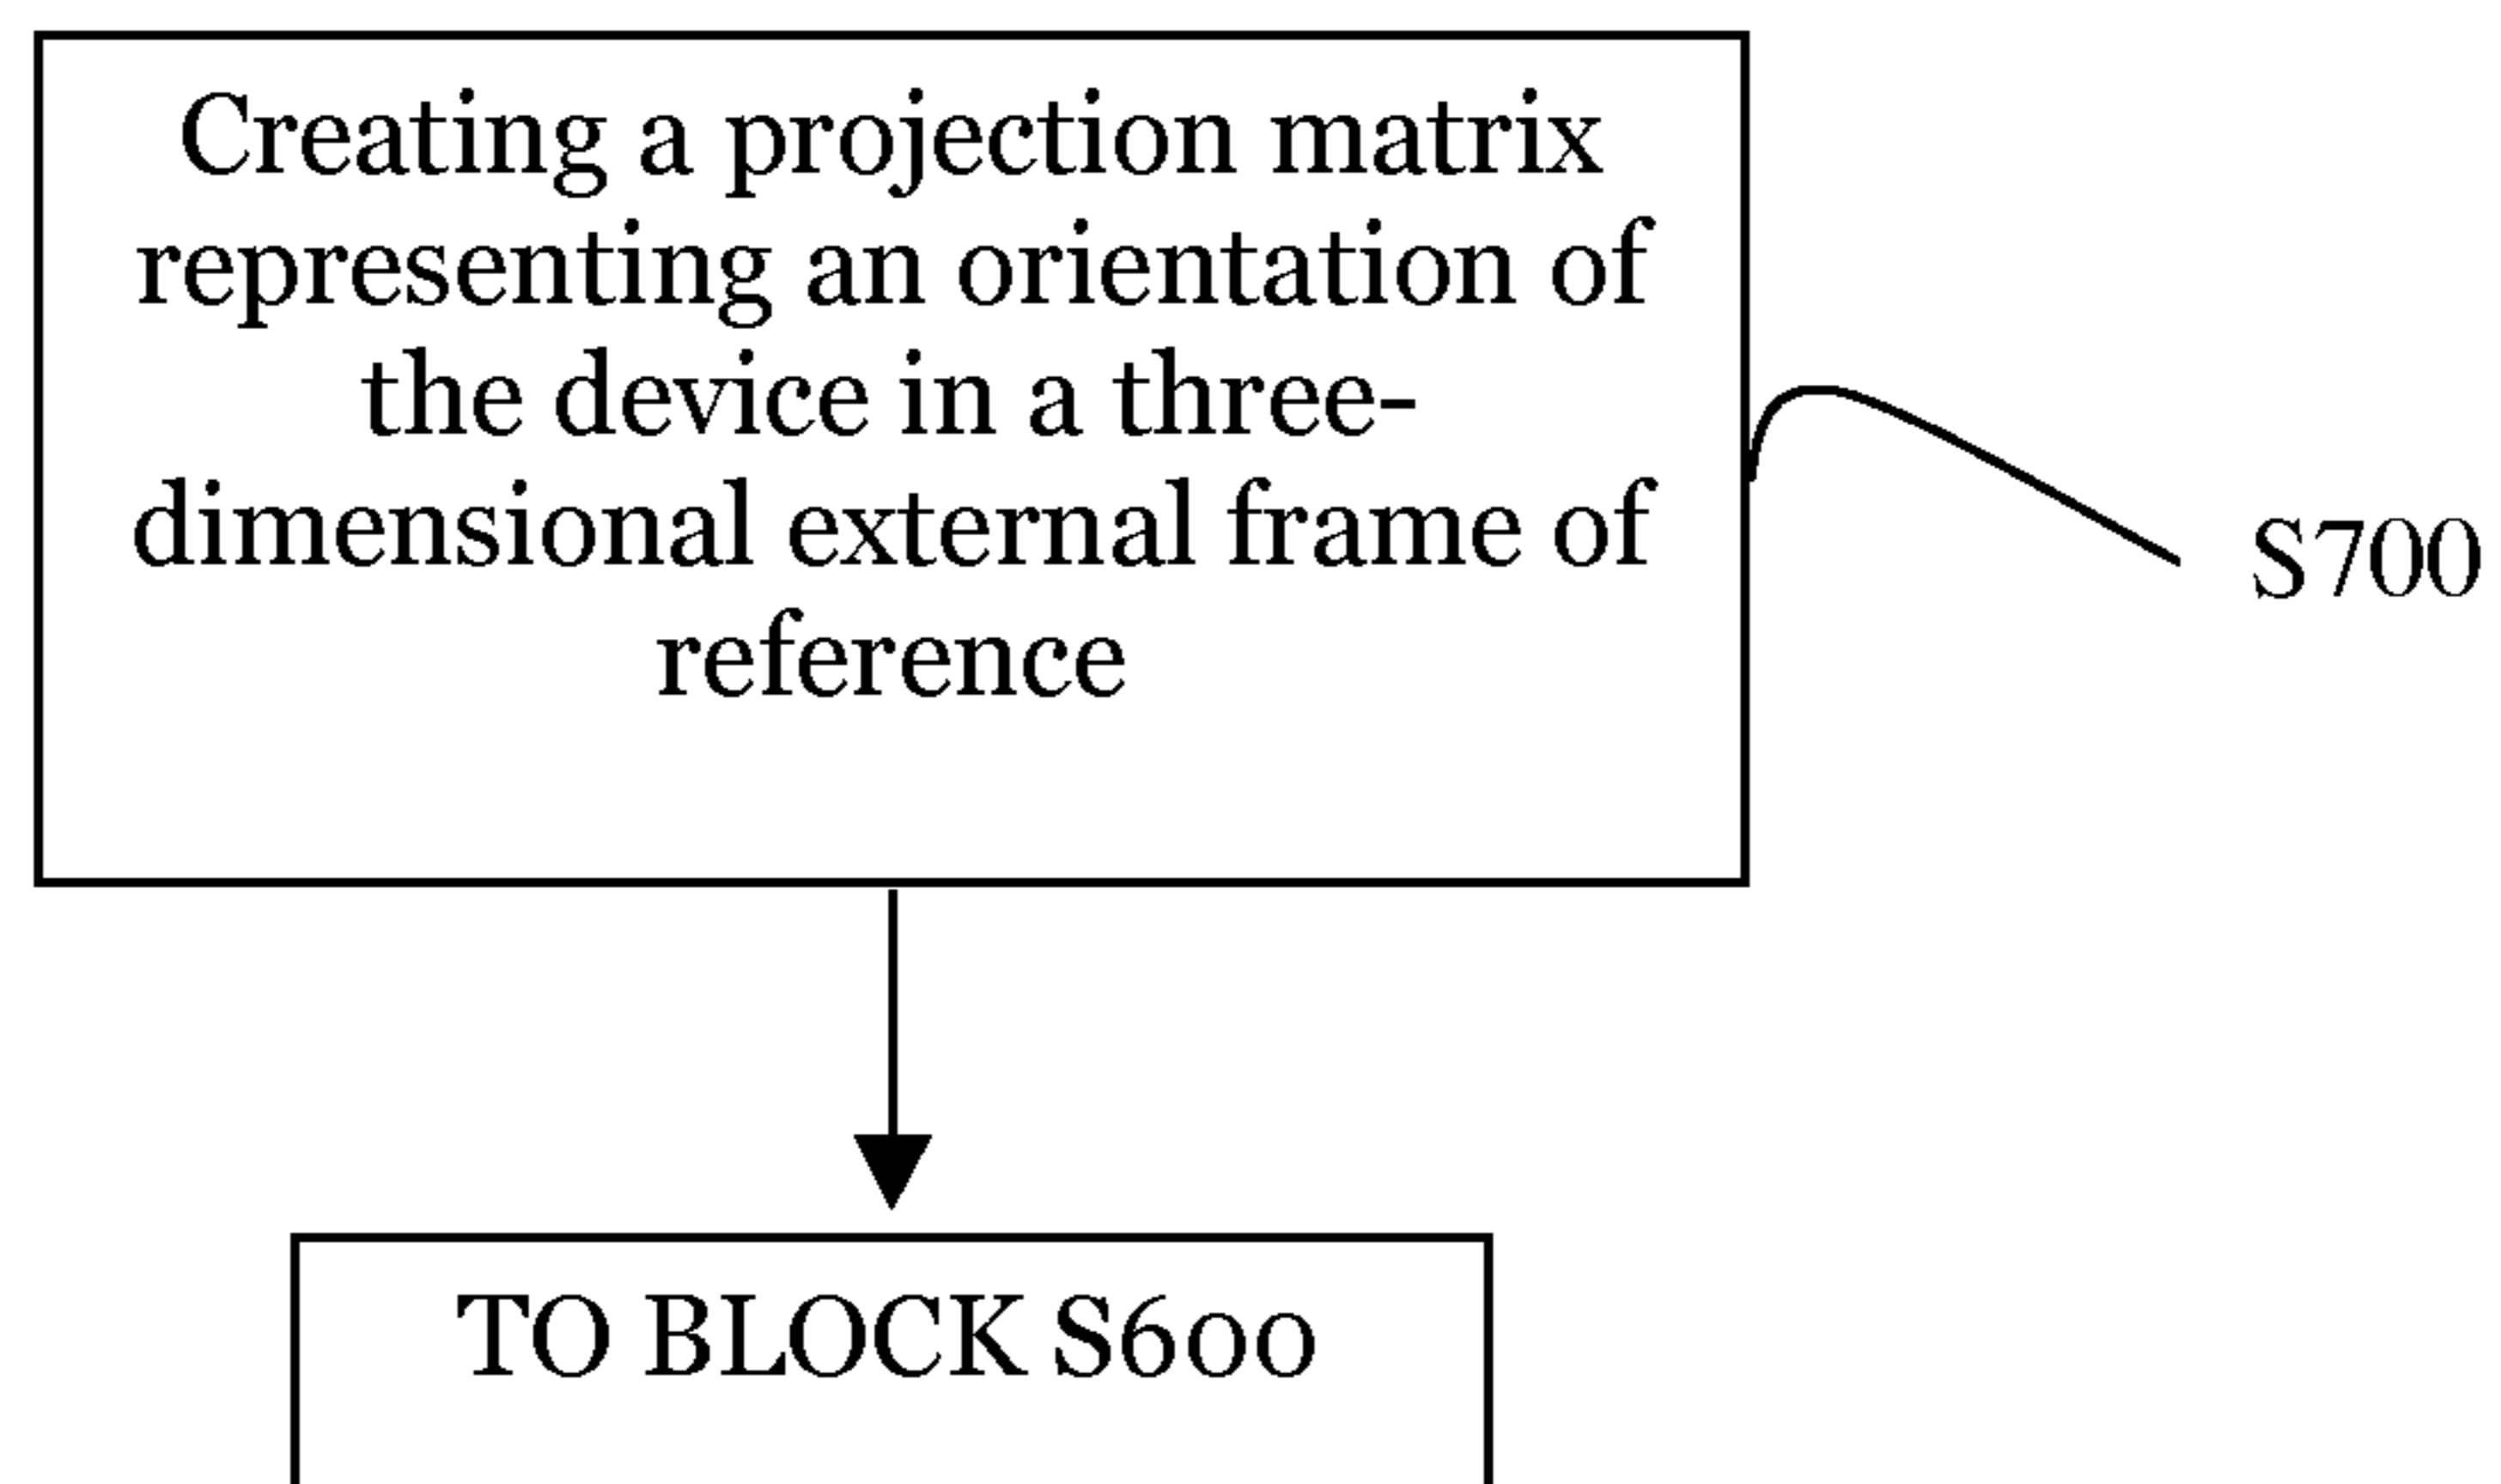 Creating a projection matrix
representing an orientation of
the device in a three-
dimensional external frame of
reference
S700
TO BLOCK S600